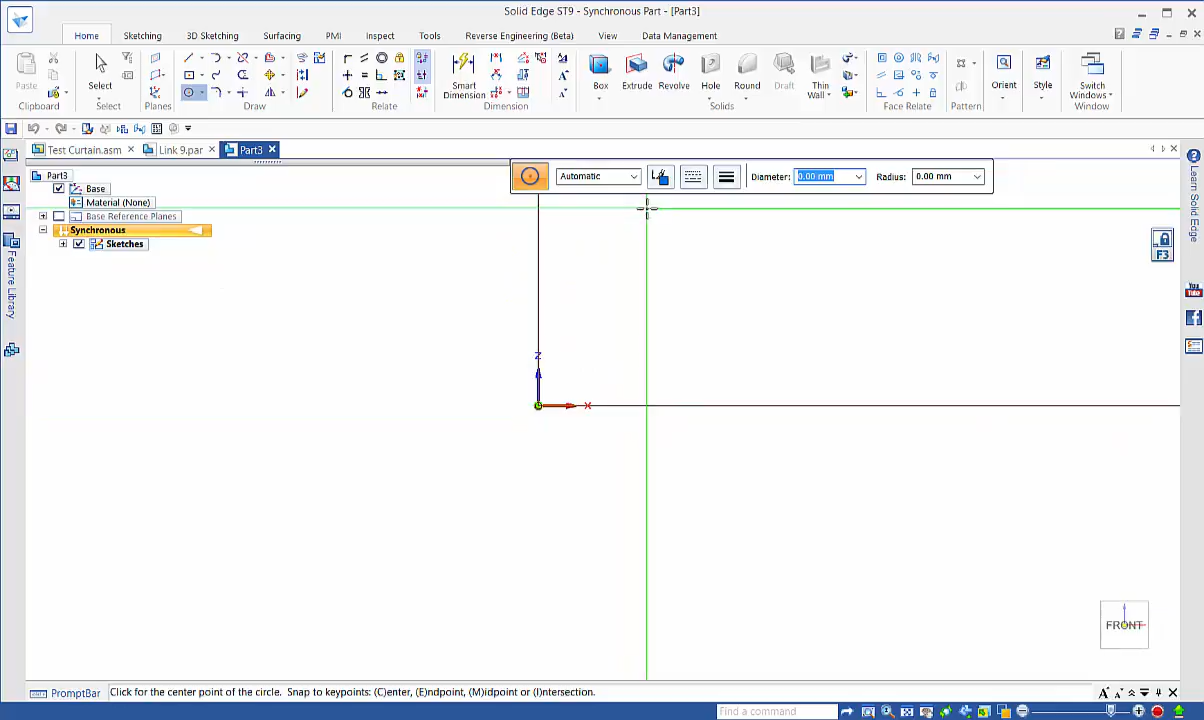 Solid Edge ST9 - Synchronous Part - [Part3]
Home
Sketching
3D Sketching
Surfacing
PMI
Inspect
Tools
Reverse Engineering (Beta)
View
Data Management
Paste
Select
Smart Dimension
Box
Extrude
Revolve
Hole
Round
Draft
Thin Wall
Orient
Style
Switch Windows
Clipboard
Select
Planes
Draw
Relate
Dimension
Solids
Face Relate
Pattern
Window
Test Curtain.asm
Link 9.par
Part3
Automatic
Diameter:
0.00 mm
Radius:
0.00 mm
Part3
Base
Material (None)
Base Reference Planes
Synchronous
Sketches
Feature Library
Learn Solid Edge
F3
You Tube
Z
X
FRONT
PromptBar
Click for the center point of the circle. Snap to keypoints: (C)enter, (E)ndpoint, (M)idpoint or (I)ntersection.
Find a command